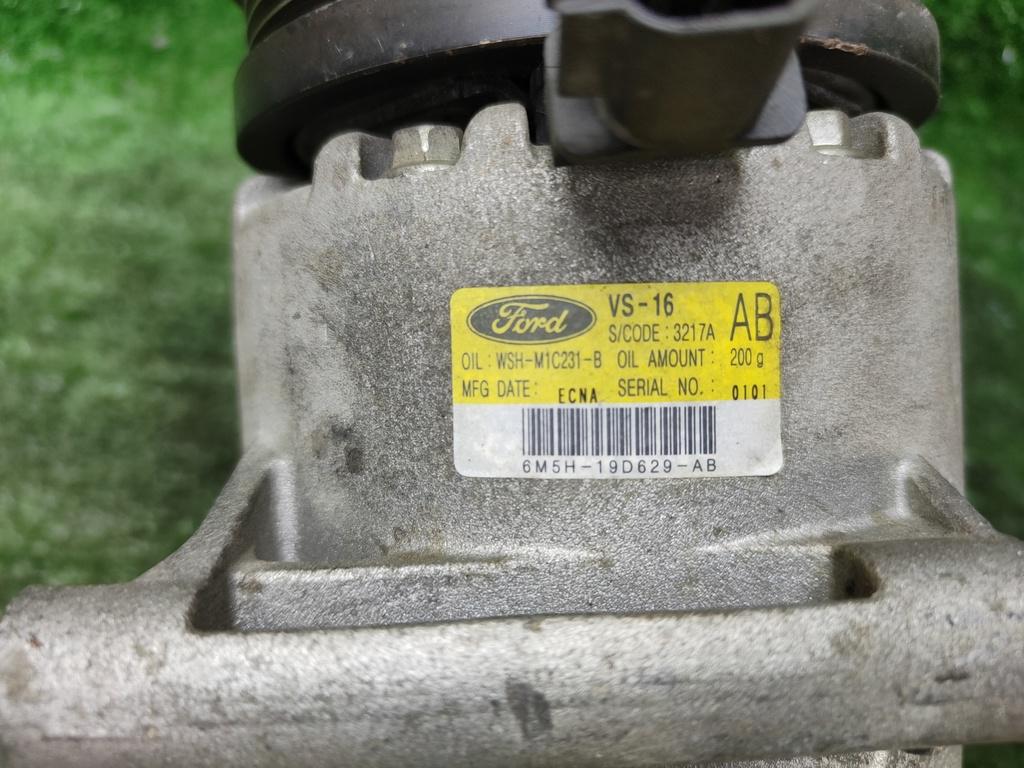 Ford VS-16 AB
S/CODE : 3217A
OIL : WSH-M1C231-B OIL AMOUNT : 200 g
MFG DATE : ECNA SERIAL NO. : 0101
6M5H-19D629-AB